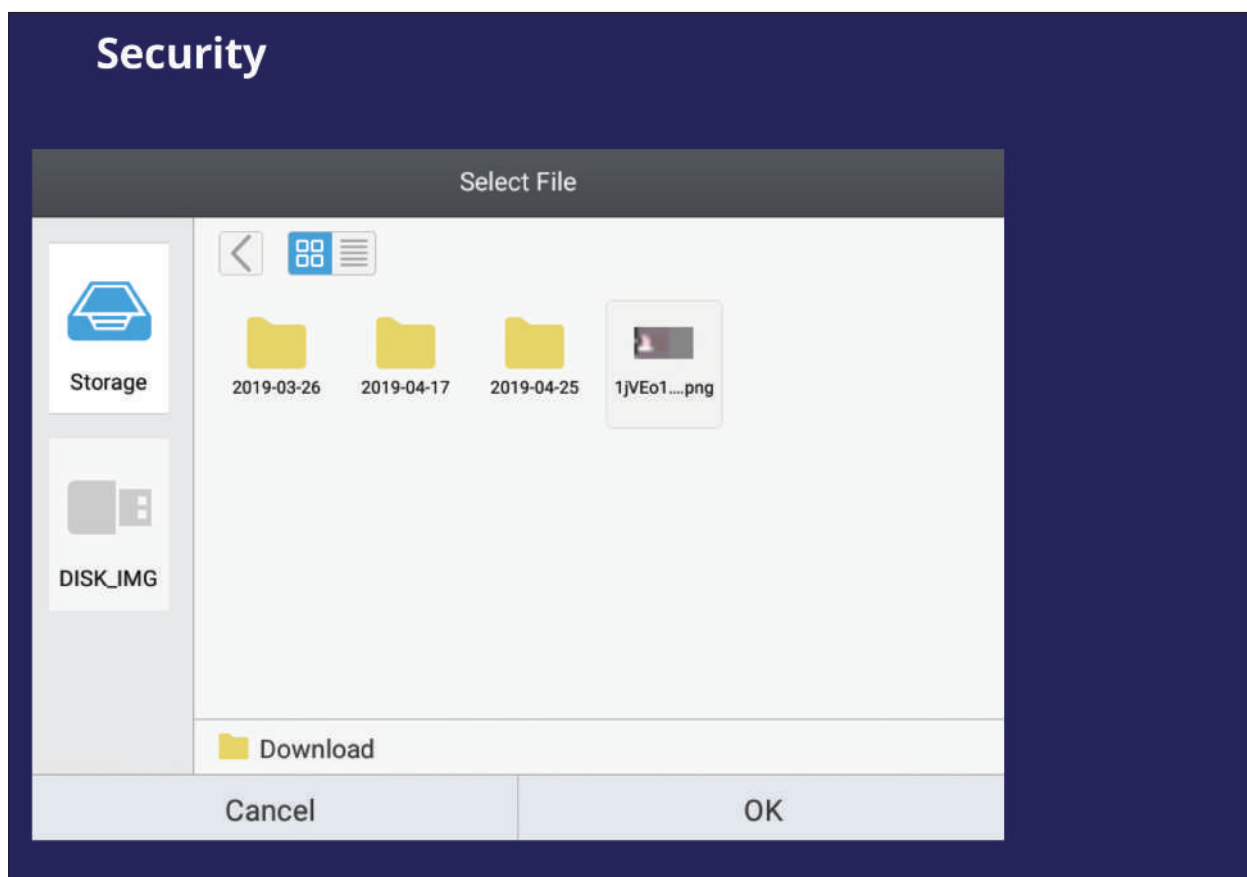 Security
Select File
Storage
2019-03-26 2019-04-17 2019-04-25 1jVEo1....png
DISK_IMG
Download
Cancel OK